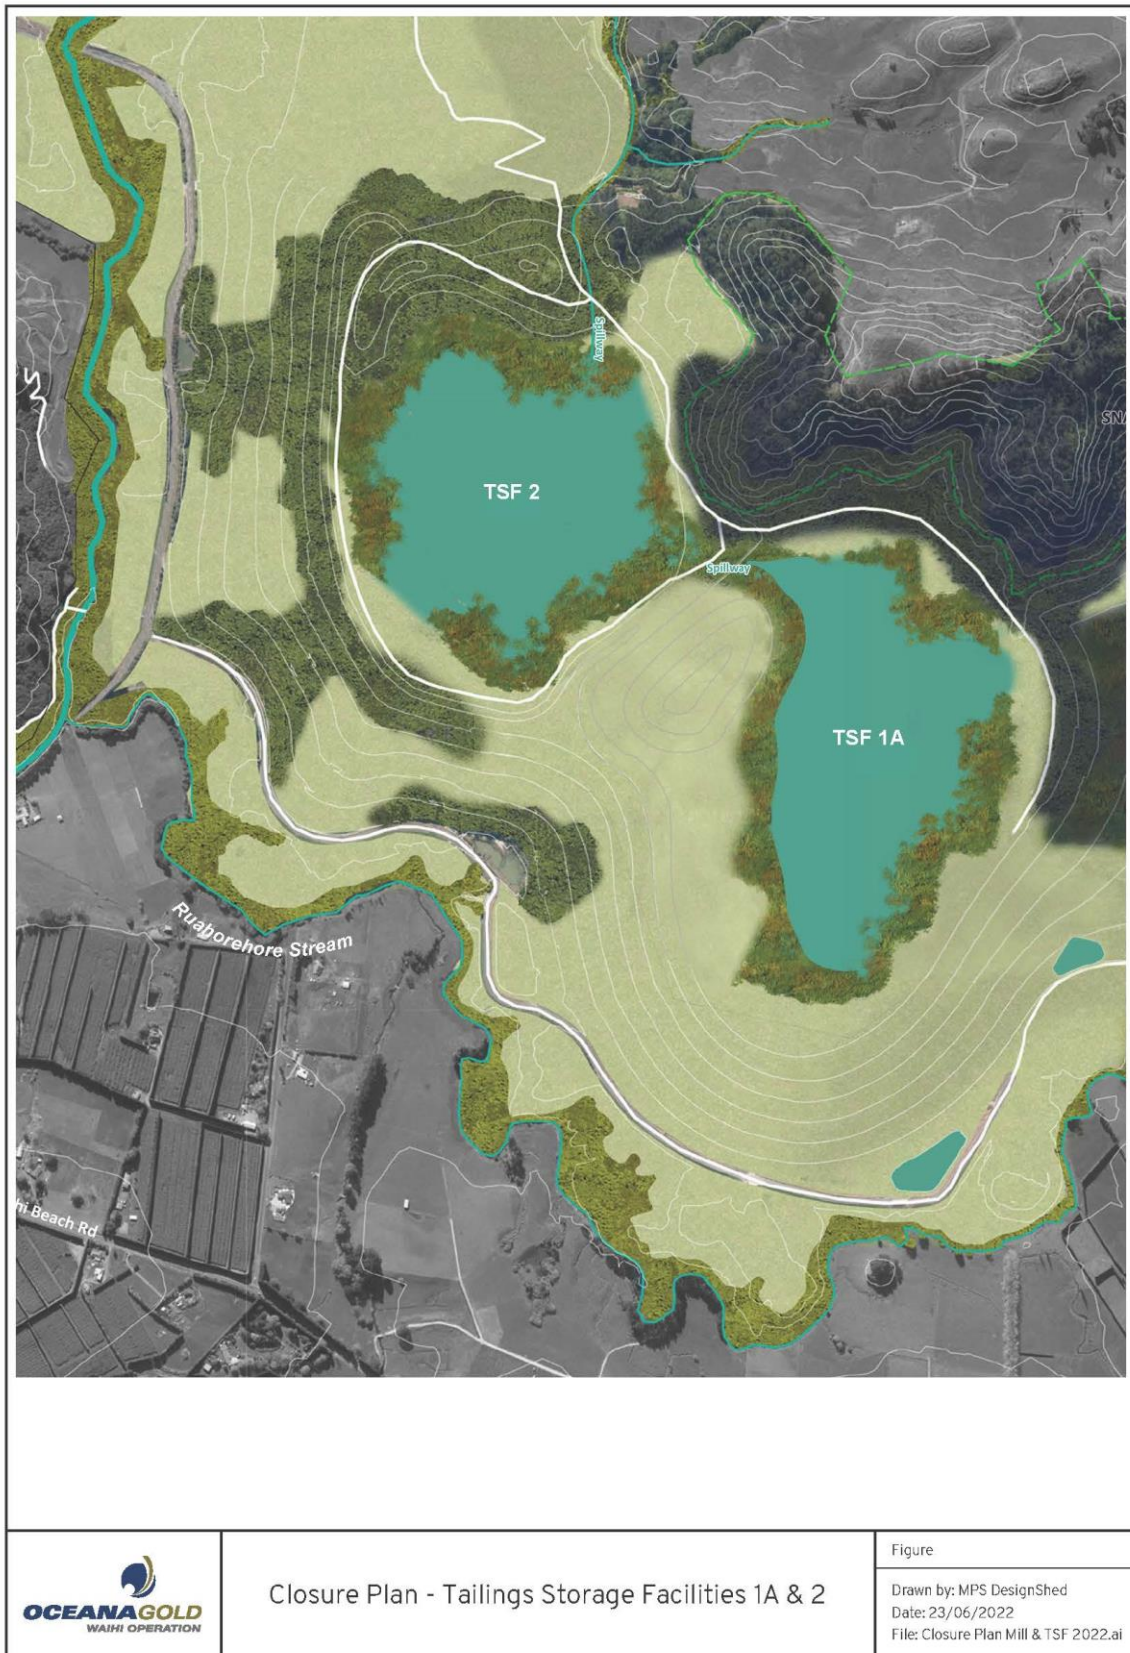 Spillway
TSF 2
SNA
Spillway
TSF 1A
Ruahorehore Stream
hi Beach Rd
OCEANAGOLD
WAIHI OPERATION
Closure Plan - Tailings Storage Facilities 1A & 2
Figure
Drawn by: MPS DesignShed
Date: 23/06/2022
File: Closure Plan Mill & TSF 2022.ai